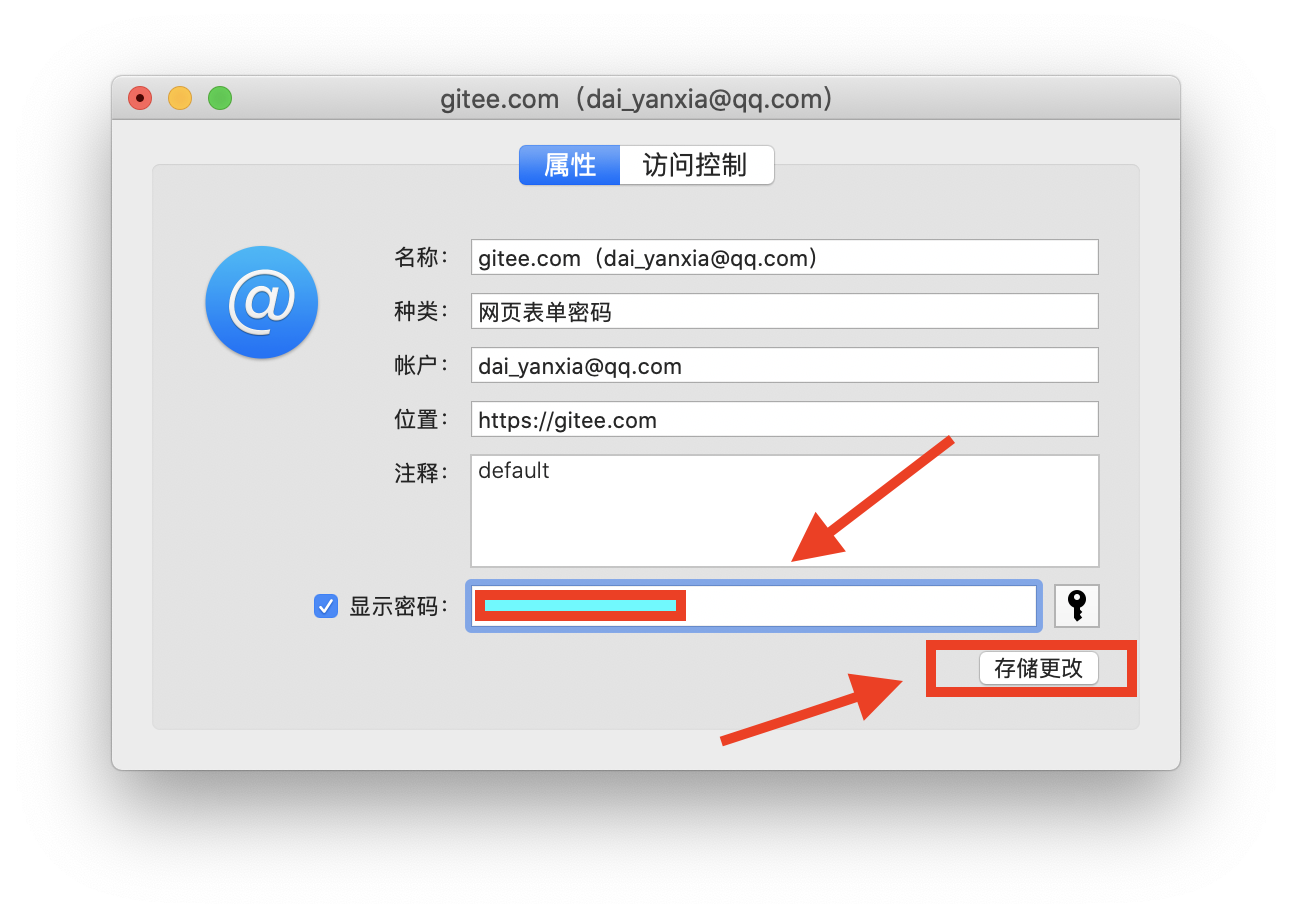 gitee.com（dai_yanxia@qq.com）
属性 访问控制
名称： gitee.com（dai_yanxia@qq.com）
种类： 网页表单密码
帐户： dai_yanxia@qq.com
位置： https://gitee.com
注释： default
显示密码：
存储更改